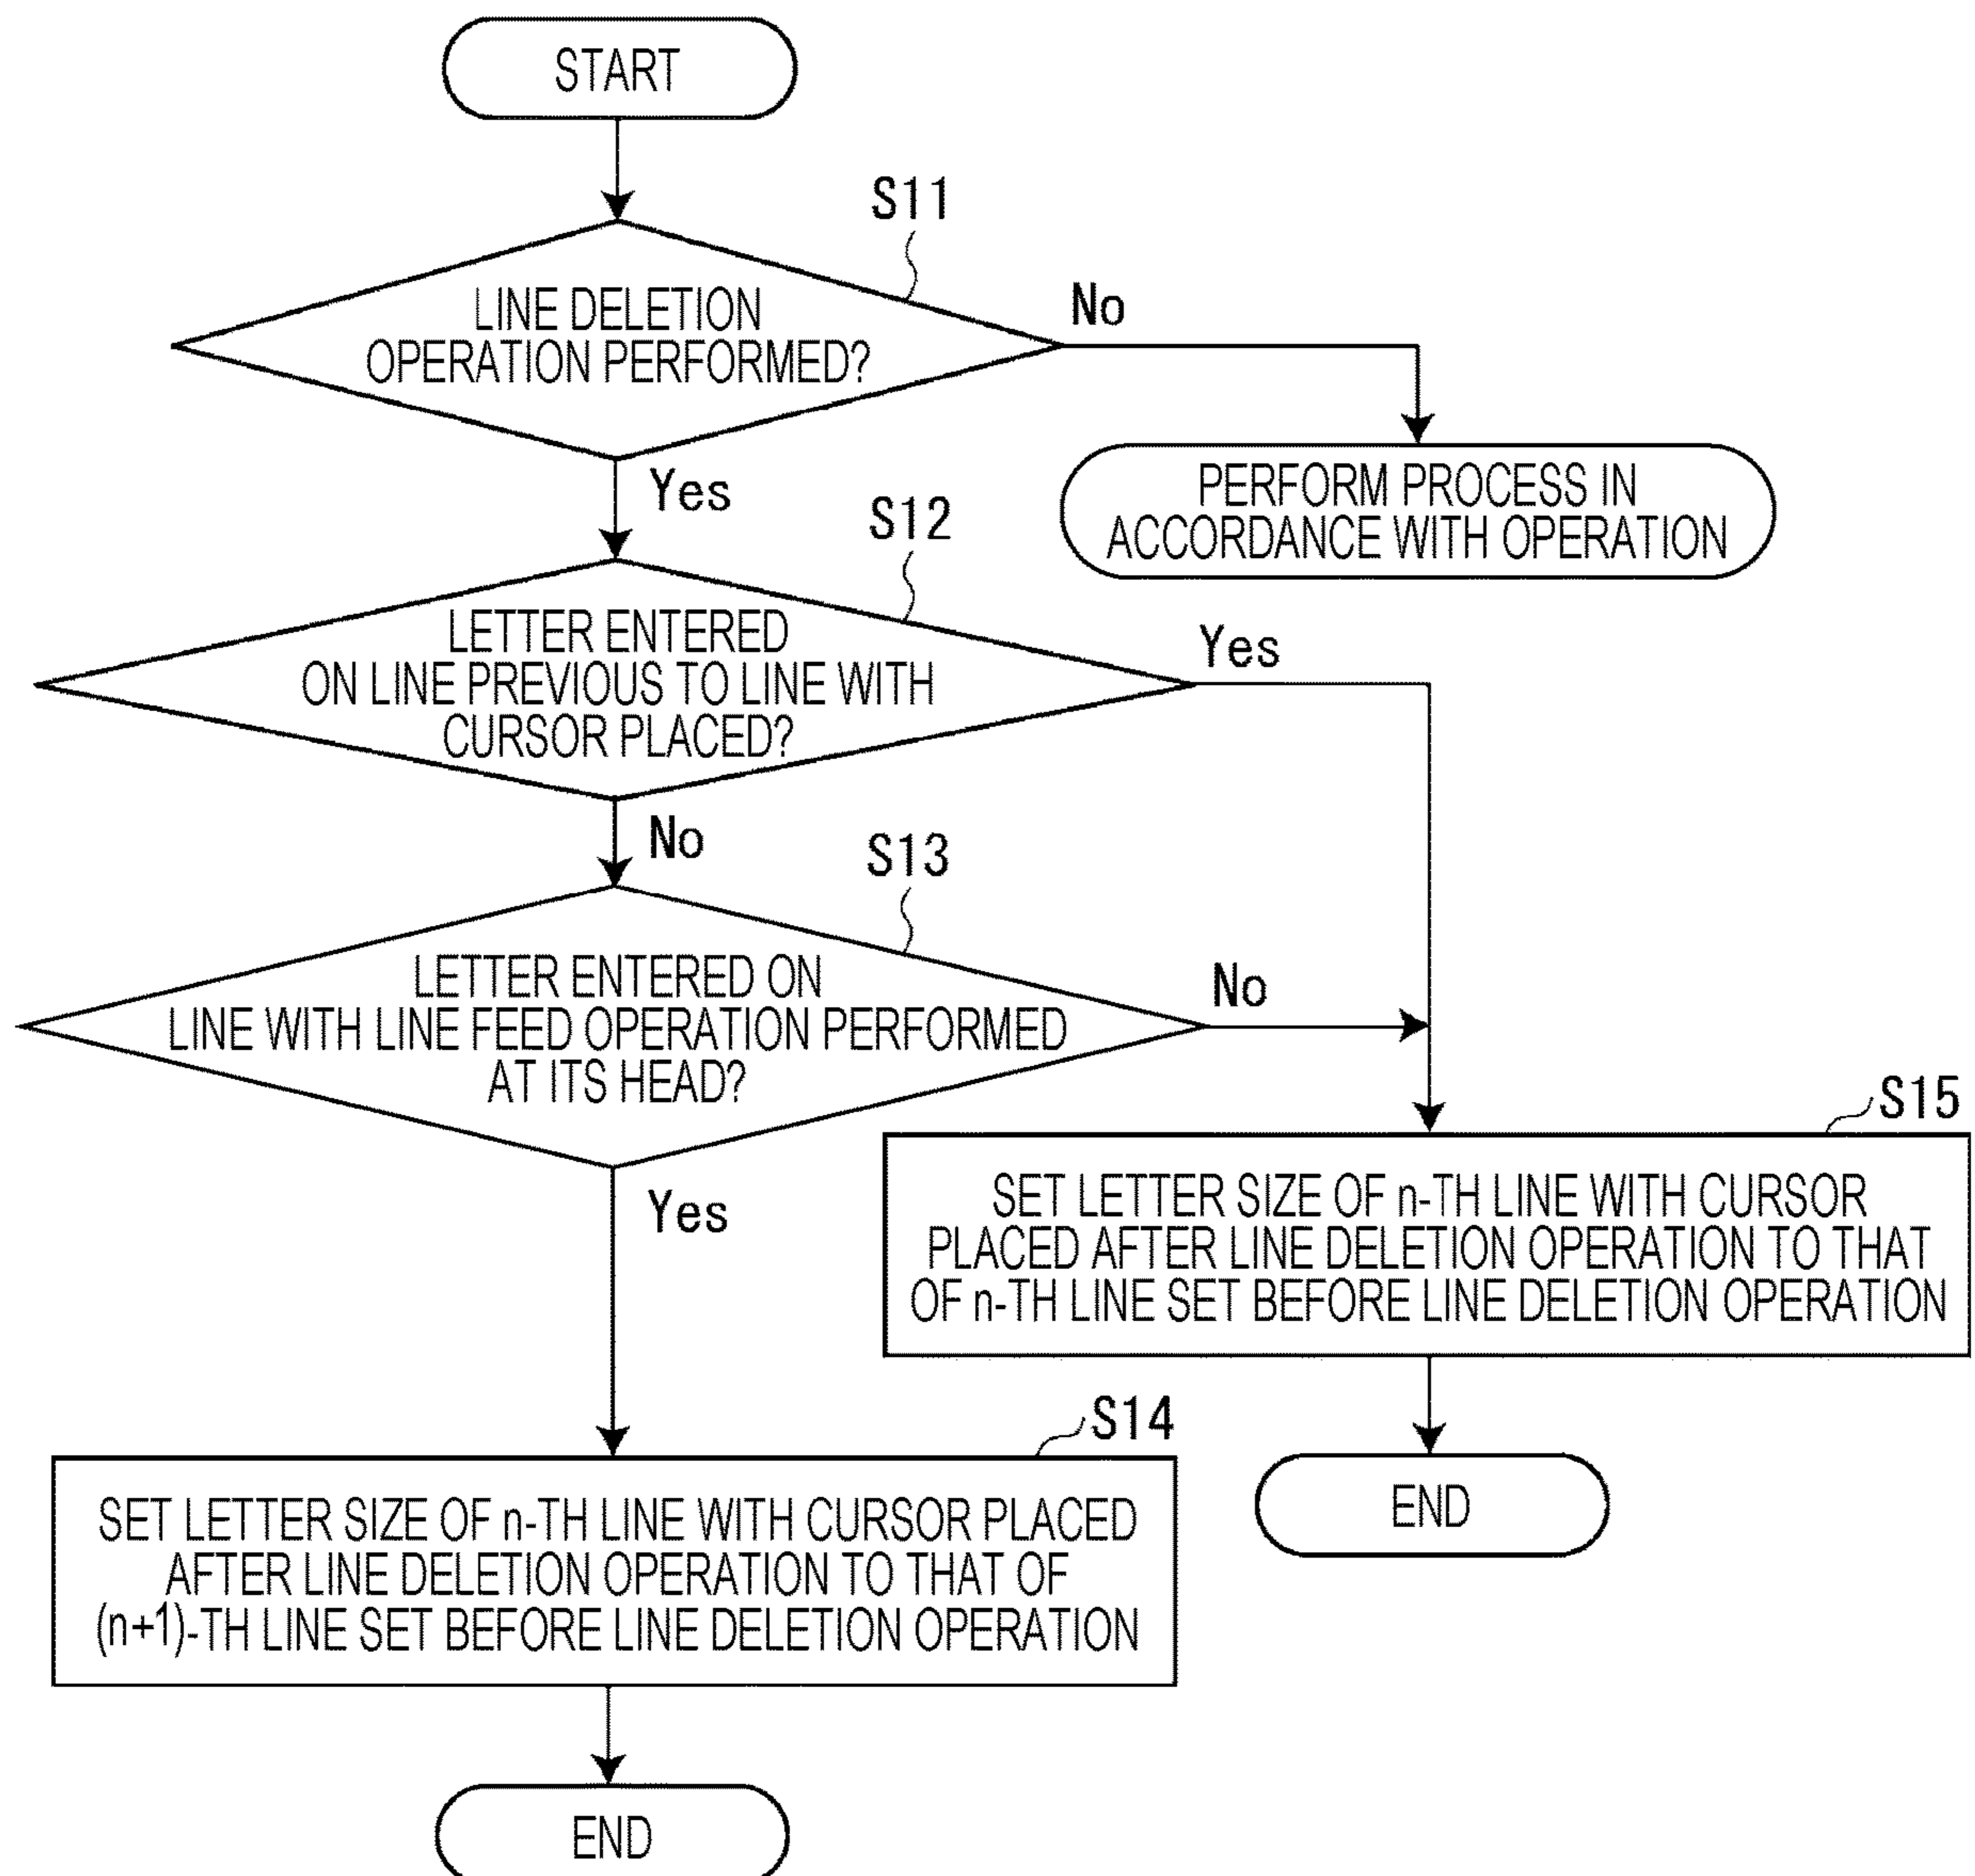 START
S11
LINE DELETION
OPERATION PERFORMED?
No
Yes
PERFORM PROCESS IN
ACCORDANCE WITH OPERATION
S12
LETTER ENTERED
ON LINE PREVIOUS TO LINE WITH
CURSOR PLACED?
Yes
No
S13
LETTER ENTERED ON
LINE WITH LINE FEED OPERATION PERFORMED
AT ITS HEAD?
No
Yes
S15
SET LETTER SIZE OF n-TH LINE WITH CURSOR
PLACED AFTER LINE DELETION OPERATION TO THAT
OF n-TH LINE SET BEFORE LINE DELETION OPERATION
END
S14
SET LETTER SIZE OF n-TH LINE WITH CURSOR PLACED
AFTER LINE DELETION OPERATION TO THAT OF
(n+1)-TH LINE SET BEFORE LINE DELETION OPERATION
END